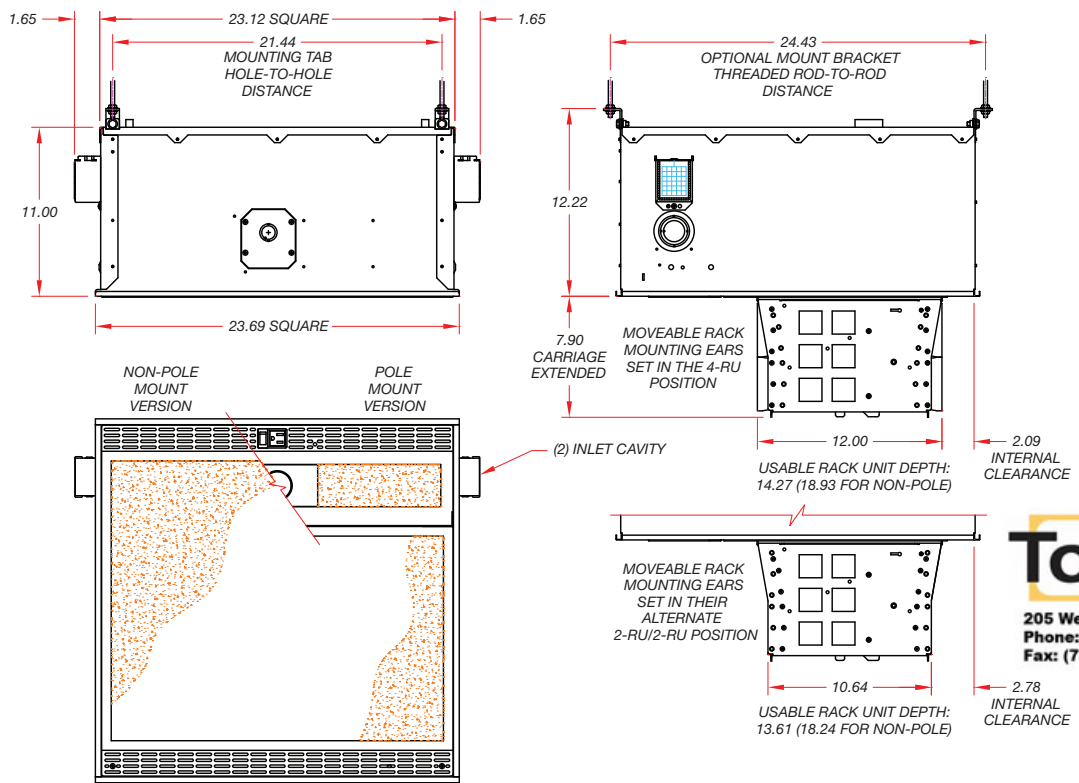 1.65
23.12 SQUARE
1.65
21.44
MOUNTING TAB
HOLE-TO-HOLE
DISTANCE
11.00
23.69 SQUARE
24.43
OPTIONAL MOUNT BRACKET
THREADED ROD-TO-ROD
DISTANCE
12.22
7.90
CARRIAGE
EXTENDED
MOVEABLE RACK
MOUNTING EARS
SET IN THE 4-RU
POSITION
12.00
2.09
INTERNAL
CLEARANCE
USABLE RACK UNIT DEPTH:
14.27 (18.93 FOR NON-POLE)
NON-POLE
MOUNT
VERSION
POLE
MOUNT
VERSION
(2) INLET CAVITY
MOVEABLE RACK
MOUNTING EARS
SET IN THEIR
ALTERNATE
2-RU/2-RU POSITION
10.64
2.78
INTERNAL
CLEARANCE
USABLE RACK UNIT DEPTH:
13.61 (18.24 FOR NON-POLE)
205 We
Phone:
Fax: (7